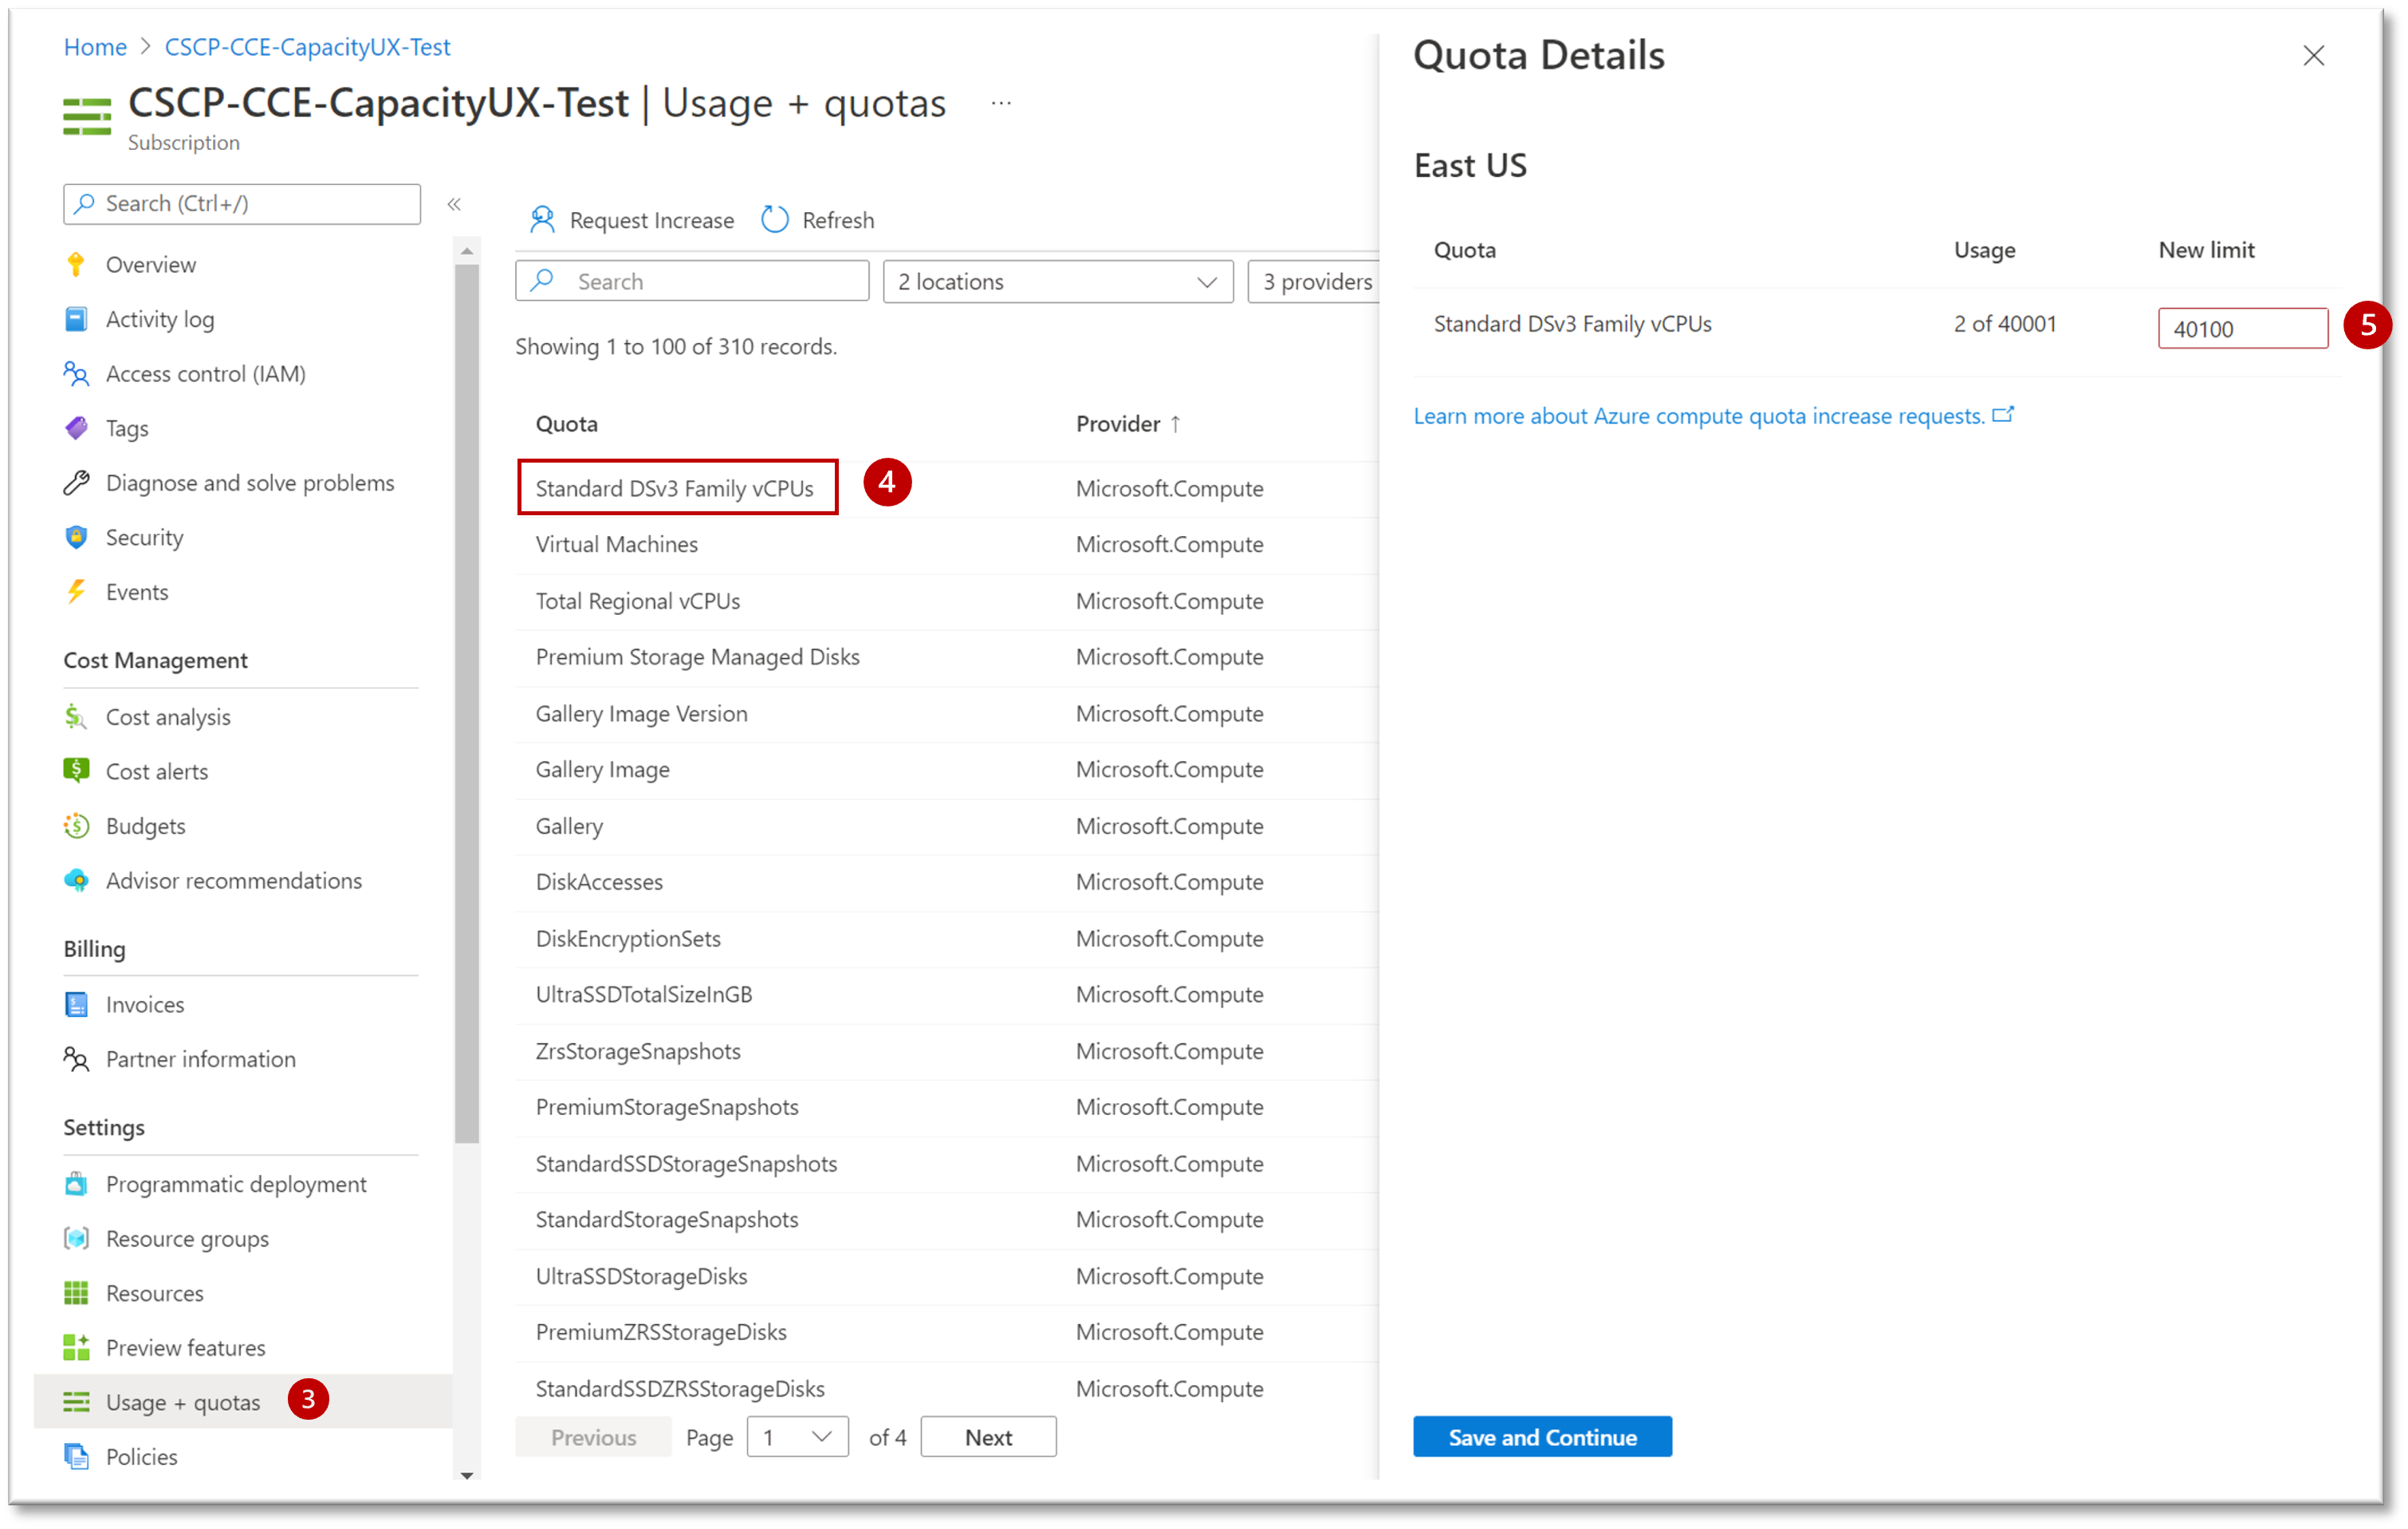 Home > CSCP-CCE-CapacityUX-Test
CSCP-CCE-CapacityUX-Test | Usage + quotas ...
Subscription
Search (Ctrl+/)
«
Overview
Activity log
Access control (IAM)
Tags
Diagnose and solve problems
Security
Events
Cost Management
Cost analysis
Cost alerts
Budgets
Advisor recommendations
Billing
Invoices
Partner information
Settings
Programmatic deployment
Resource groups
Resources
Preview features
Usage + quotas 3
Policies
Request Increase Refresh
Search 2 locations 3 providers
Showing 1 to 100 of 310 records.
Quota Provider ↑
Standard DSv3 Family vCPUs 4 Microsoft.Compute
Virtual Machines Microsoft.Compute
Total Regional vCPUs Microsoft.Compute
Premium Storage Managed Disks Microsoft.Compute
Gallery Image Version Microsoft.Compute
Gallery Image Microsoft.Compute
Gallery Microsoft.Compute
DiskAccesses Microsoft.Compute
DiskEncryptionSets Microsoft.Compute
UltraSSDTotalSizeInGB Microsoft.Compute
ZrsStorageSnapshots Microsoft.Compute
PremiumStorageSnapshots Microsoft.Compute
StandardSSDStorageSnapshots Microsoft.Compute
StandardStorageSnapshots Microsoft.Compute
UltraSSDStorageDisks Microsoft.Compute
PremiumZRSStorageDisks Microsoft.Compute
StandardSSDZRSStorageDisks Microsoft.Compute
Previous Page 1 of 4 Next
Quota Details
East US
Quota Usage New limit
Standard DSv3 Family vCPUs 2 of 40001 40100 5
Learn more about Azure compute quota increase requests.
Save and Continue